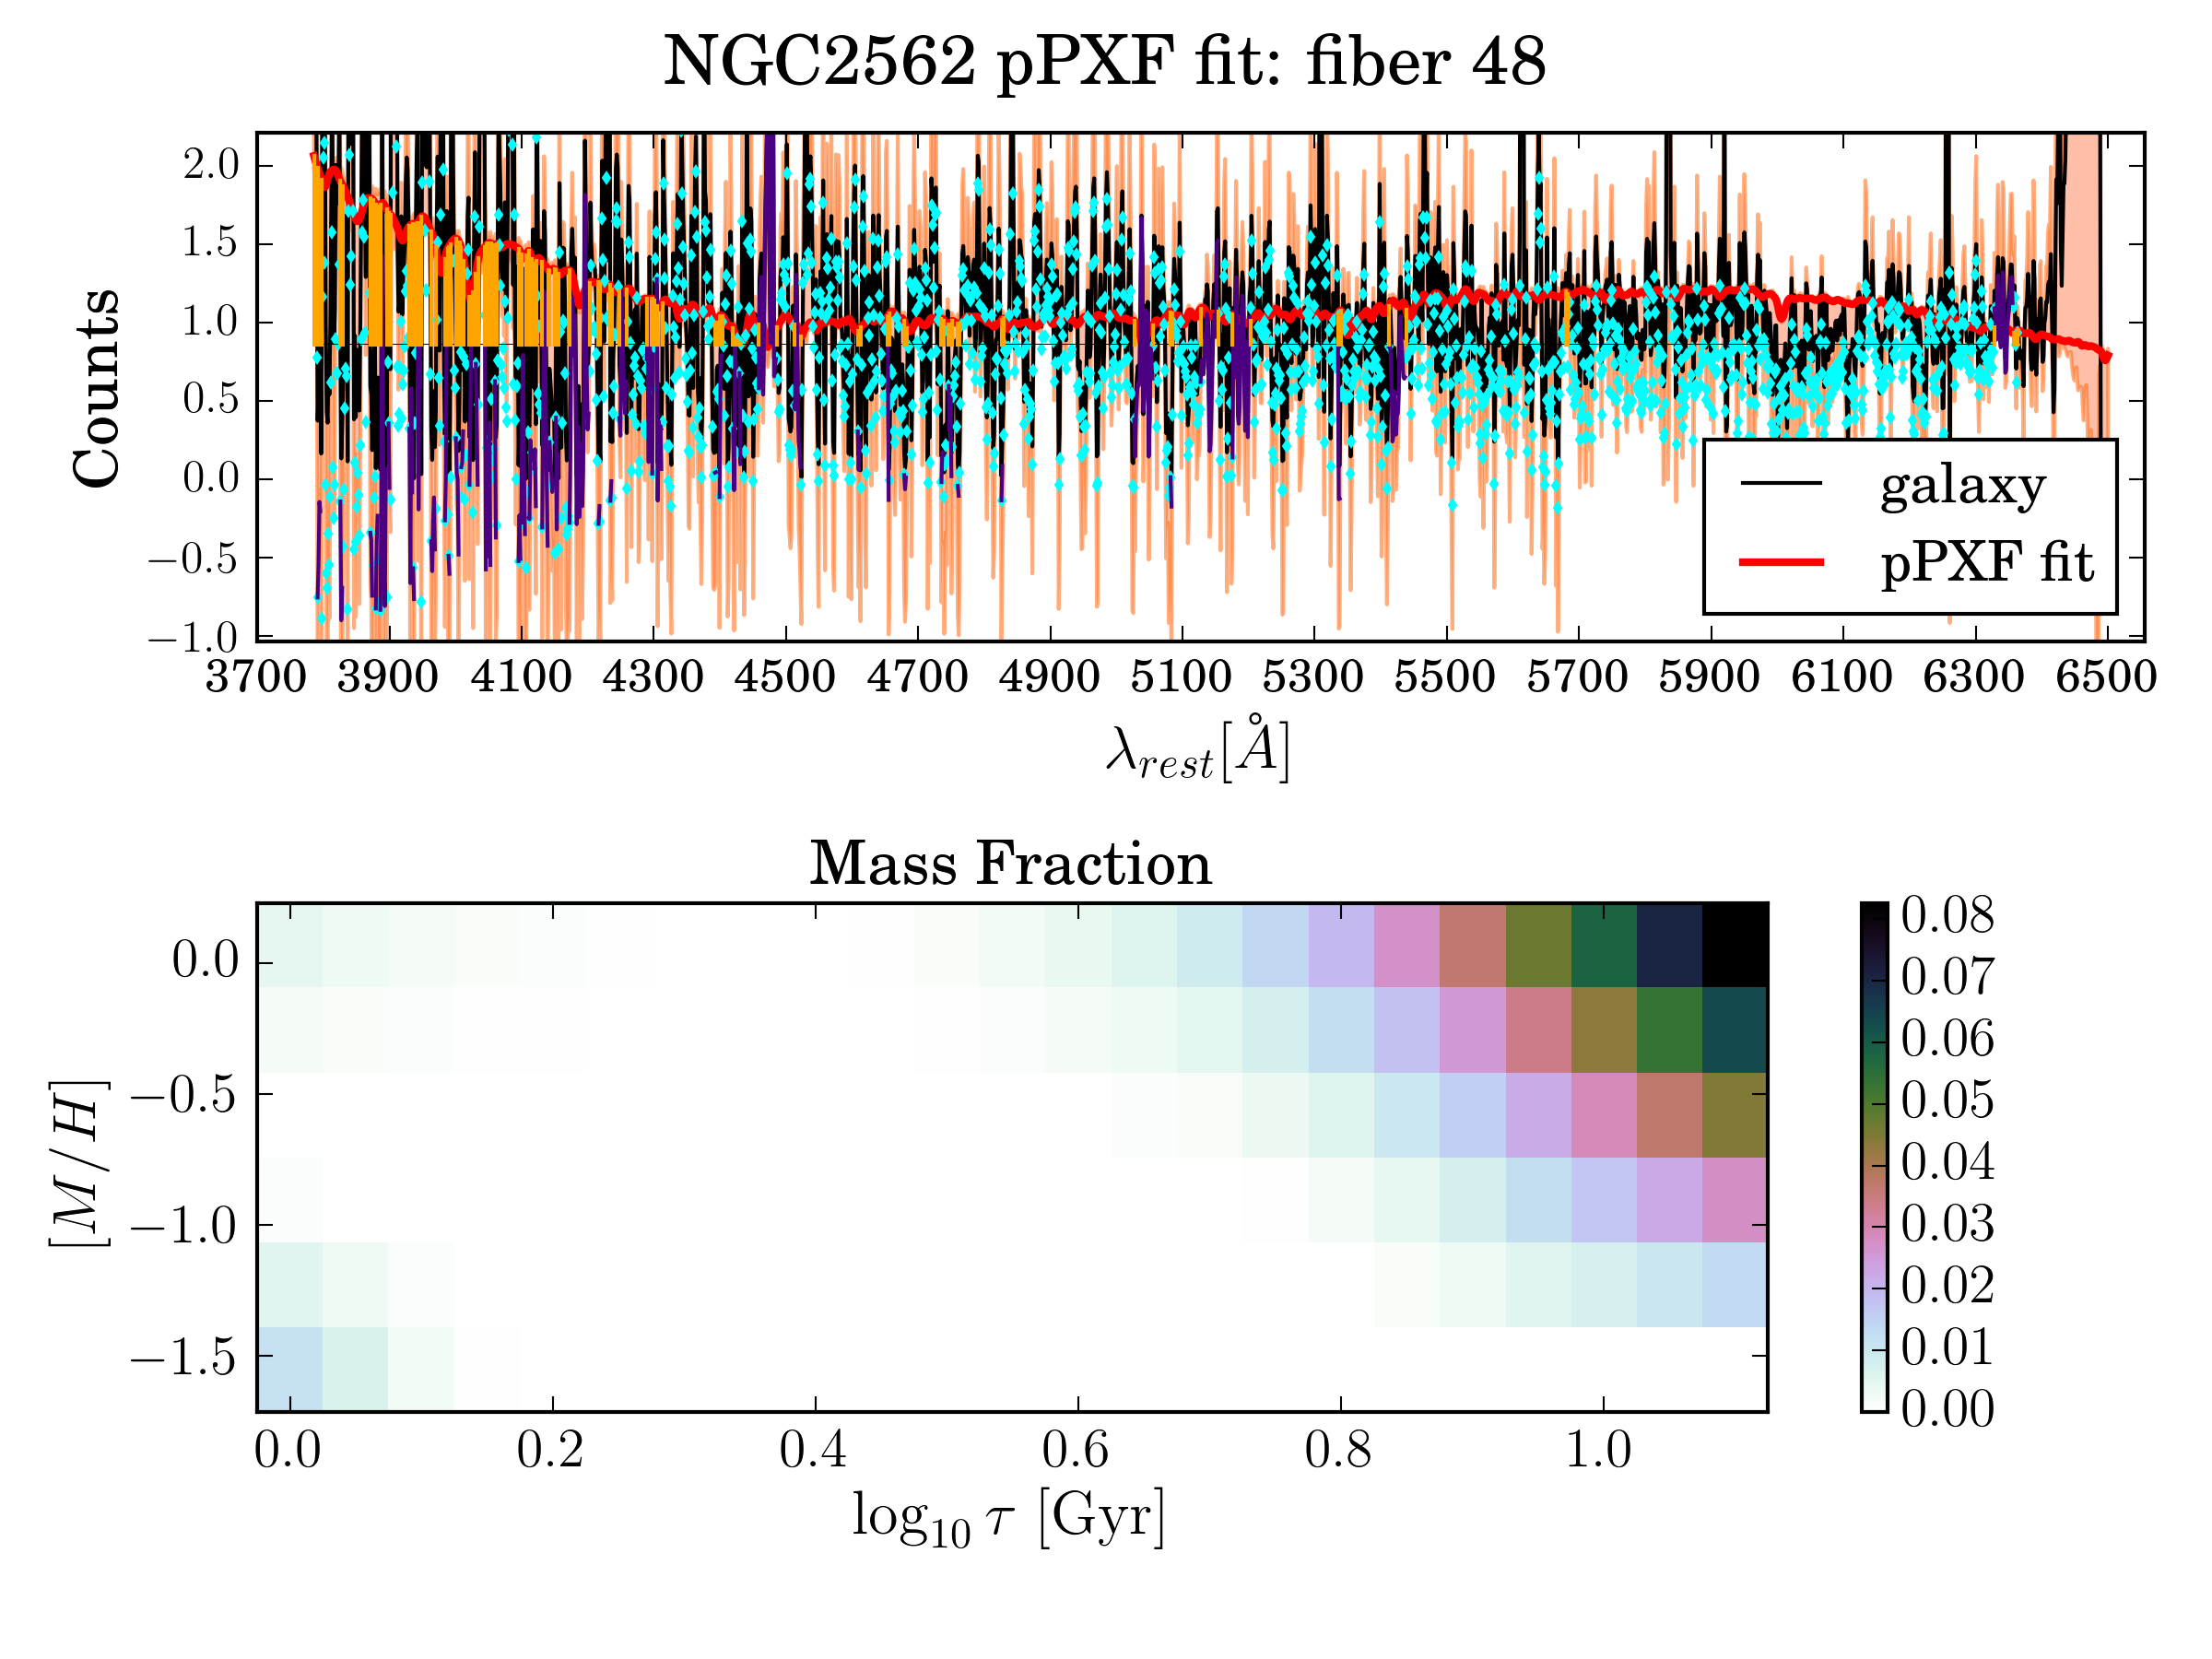 NGC2562 pPXF fit: fiber 48
Counts
2.0
1.5
1.0
0.5
0.0
−0.5
−1.0
galaxy
pPXF fit
3700 3900 4100 4300 4500 4700 4900 5100 5300 5500 5700 5900 6100 6300 6500
λrest[Å]
Mass Fraction
[M/H]
0.0
−0.5
−1.0
−1.5
0.08
0.07
0.06
0.05
0.04
0.03
0.02
0.01
0.00
0.0 0.2 0.4 0.6 0.8 1.0
log10 τ [Gyr]